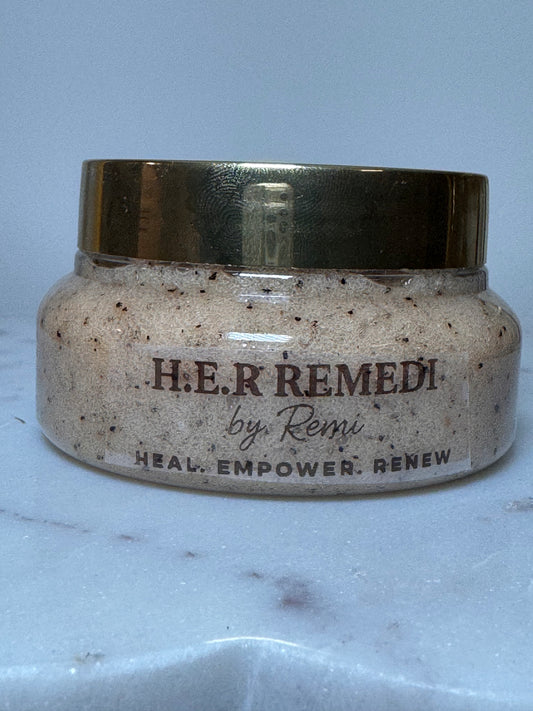 H.E.R REMEDI
by Remi
HEAL. EMPOWER. RENEW